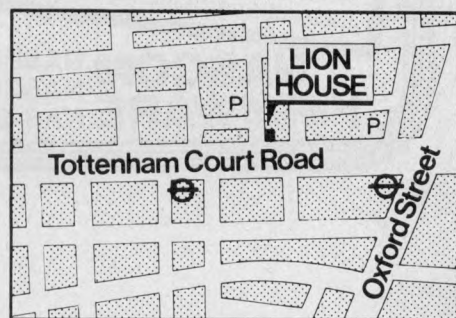 LION
HOUSE
P
P
Tottenham Court Road
Oxford Street